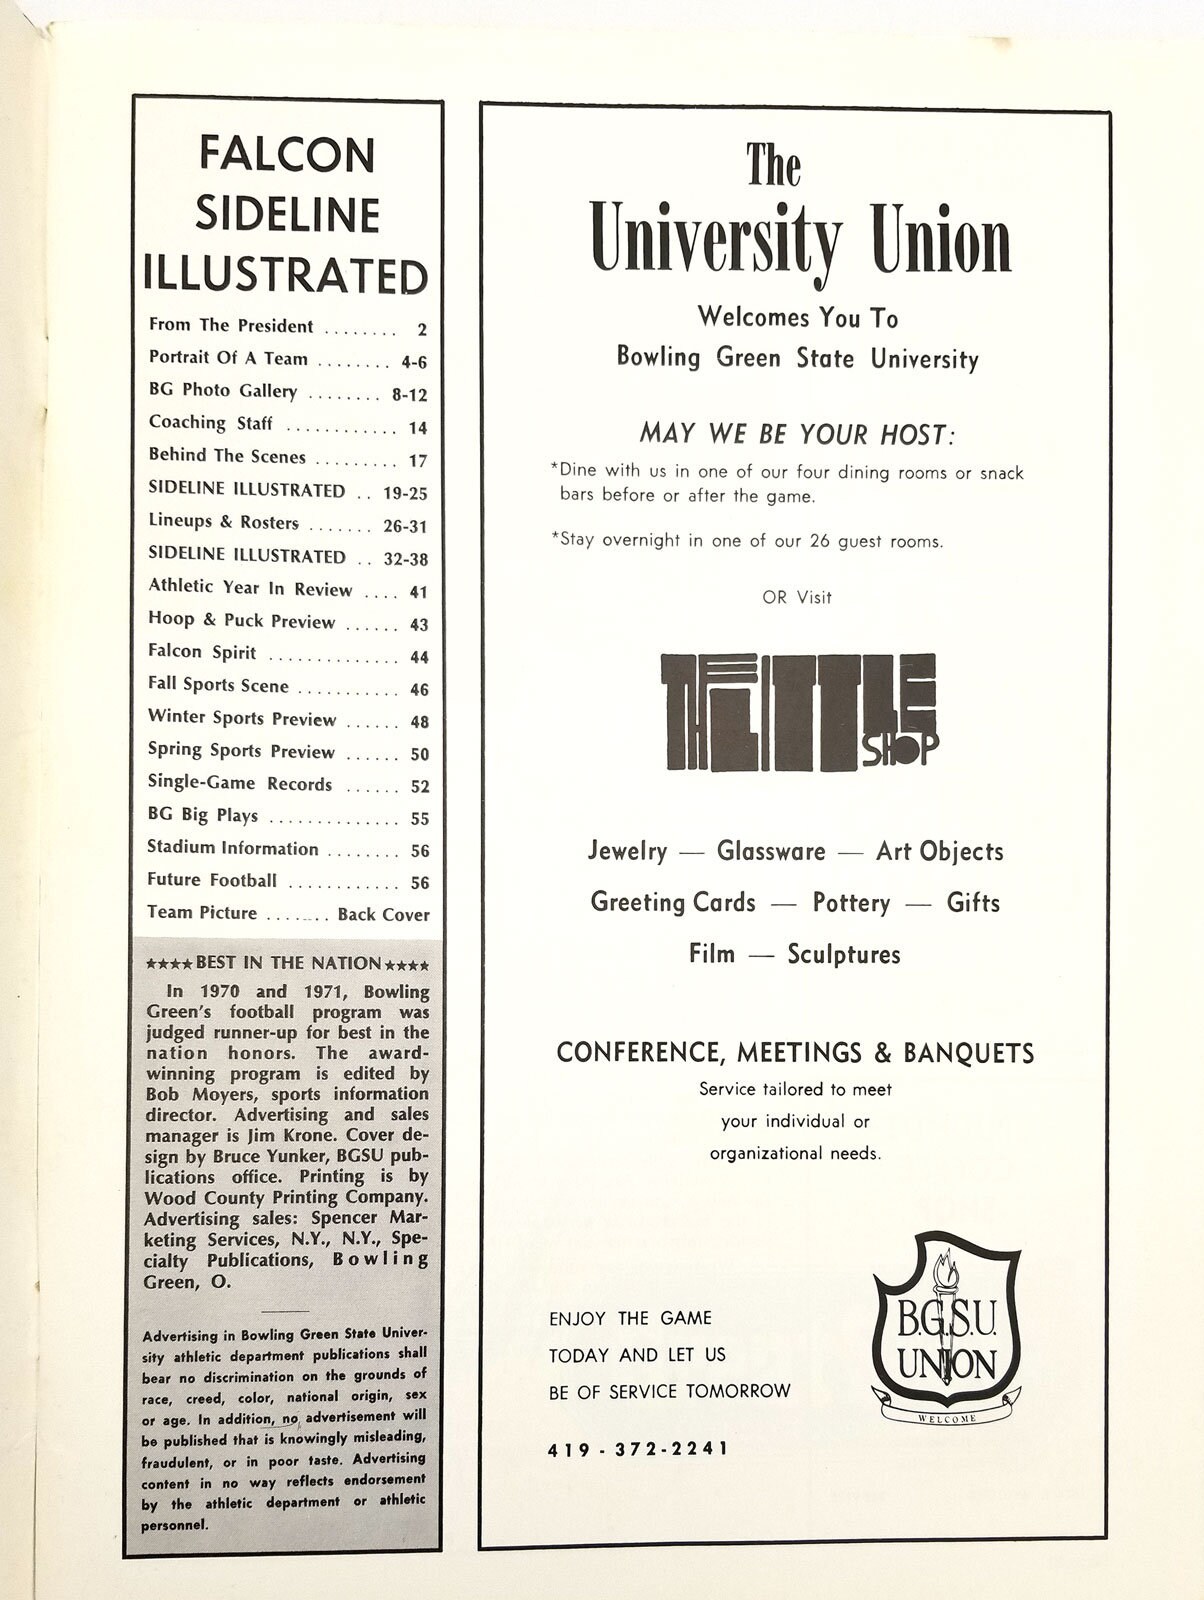 FALCON
SIDELINE
ILLUSTRATED
From The President ........ 2
Portrait Of A Team ........ 4-6
BG Photo Gallery ........ 8-12
Coaching Staff ............ 14
Behind The Scenes ......... 17
SIDELINE ILLUSTRATED .. 19-25
Lineups & Rosters ....... 26-31
SIDELINE ILLUSTRATED .. 32-38
Athletic Year In Review .... 41
Hoop & Puck Preview ...... 43
Falcon Spirit .............. 44
Fall Sports Scene ........... 46
Winter Sports Preview ...... 48
Spring Sports Preview ...... 50
Single-Game Records ...... 52
BG Big Plays .............. 55
Stadium Information ........ 56
Future Football ............ 56
Team Picture ....... Back Cover
★★★★BEST IN THE NATION★★★★
In 1970 and 1971, Bowling
Green's football program was
judged runner-up for best in the
nation honors. The award-
winning program is edited by
Bob Moyers, sports information
director. Advertising and sales
manager is Jim Krone. Cover de-
sign by Bruce Yunker, BGSU pub-
lications office. Printing is by
Wood County Printing Company.
Advertising sales: Spencer Mar-
keting Services, N.Y., N.Y., Spe-
cialty Publications, Bowling
Green, O.
Advertising in Bowling Green State Univer-
sity athletic department publications shall
bear no discrimination on the grounds of
race, creed, color, national origin, sex
or age. In addition, no advertisement will
be published that is knowingly misleading,
fraudulent, or in poor taste. Advertising
content in no way reflects endorsement
by the athletic department or athletic
personnel.
The
University Union
Welcomes You To
Bowling Green State University
MAY WE BE YOUR HOST:
*Dine with us in one of our four dining rooms or snack
bars before or after the game.
*Stay overnight in one of our 26 guest rooms.
OR Visit
THE LITTLE
SHOP
Jewelry — Glassware — Art Objects
Greeting Cards — Pottery — Gifts
Film — Sculptures
CONFERENCE, MEETINGS & BANQUETS
Service tailored to meet
your individual or
organizational needs.
ENJOY THE GAME
TODAY AND LET US
BE OF SERVICE TOMORROW
419-372-2241
B.G.S.U.
UNION
WELCOME